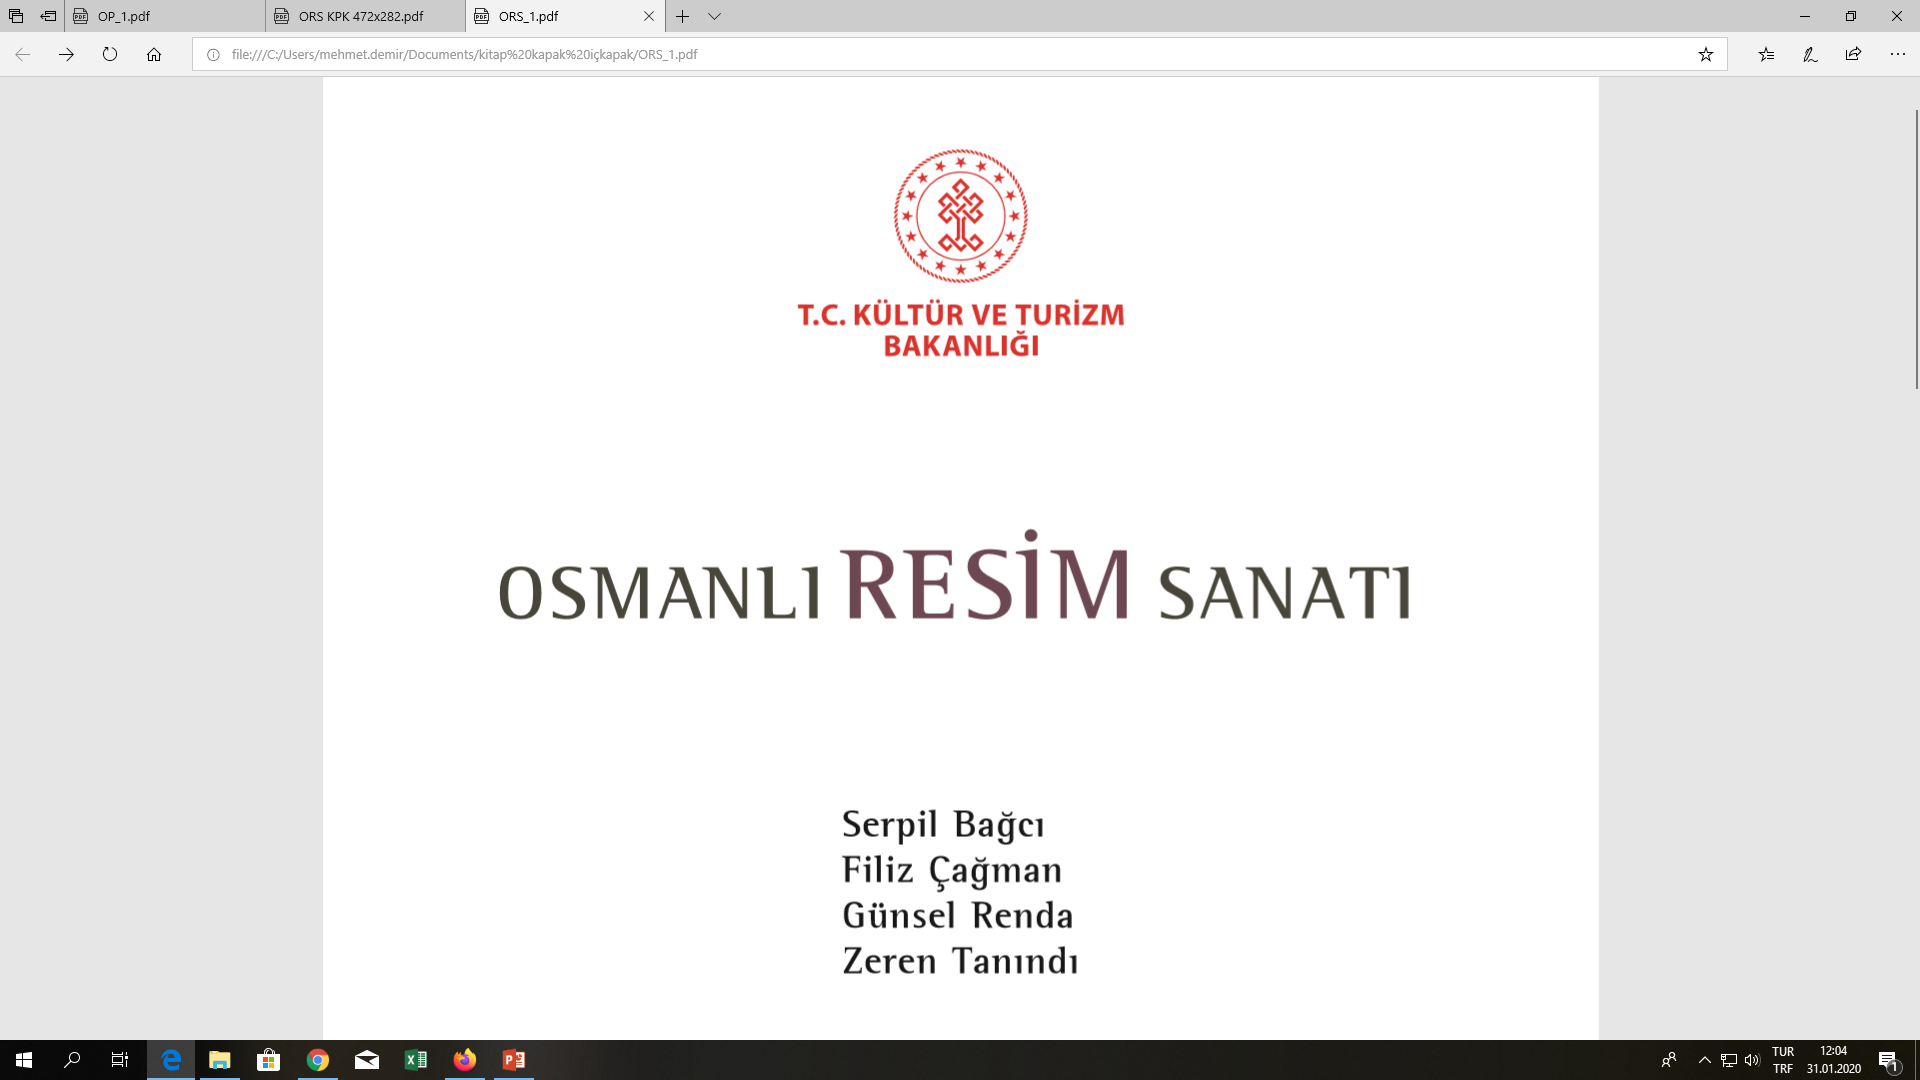 OP_1.pdf
ORS KPK 472x282.pdf
ORS_1.pdf
file:///C:/Users/mehmet.demir/Documents/kitap%20kapak%20içkapak/ORS_1.pdf
T.C. KÜLTÜR VE TURİZM
BAKANLIĞI
OSMANLI RESİM SANATI
Serpil Bağcı
Filiz Çağman
Günsel Renda
Zeren Tanındı
TUR
TRF
12:04
31.01.2020
1